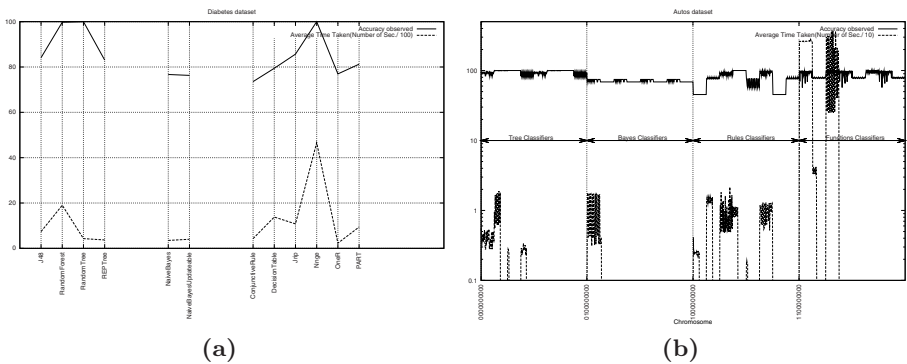 Diabetes dataset
Accuracy observed
Average Time Taken(Number of Sec./ 100)
100
80
60
40
20
0
J48
RandomForest
RandomTree
REPTree
NaiveBayes
NaiveBayesUpdateable
ConjunctiveRule
DecisionTable
Jrip
Nnge
OneR
PART
(a)
Autos dataset
Accuracy observed
Average Time Taken(Number of Sec./ 10)
100
10
1
0.1
Tree Classifiers
Bayes Classifiers
Rules Classifiers
Functions Classifiers
Chromosome
(b)